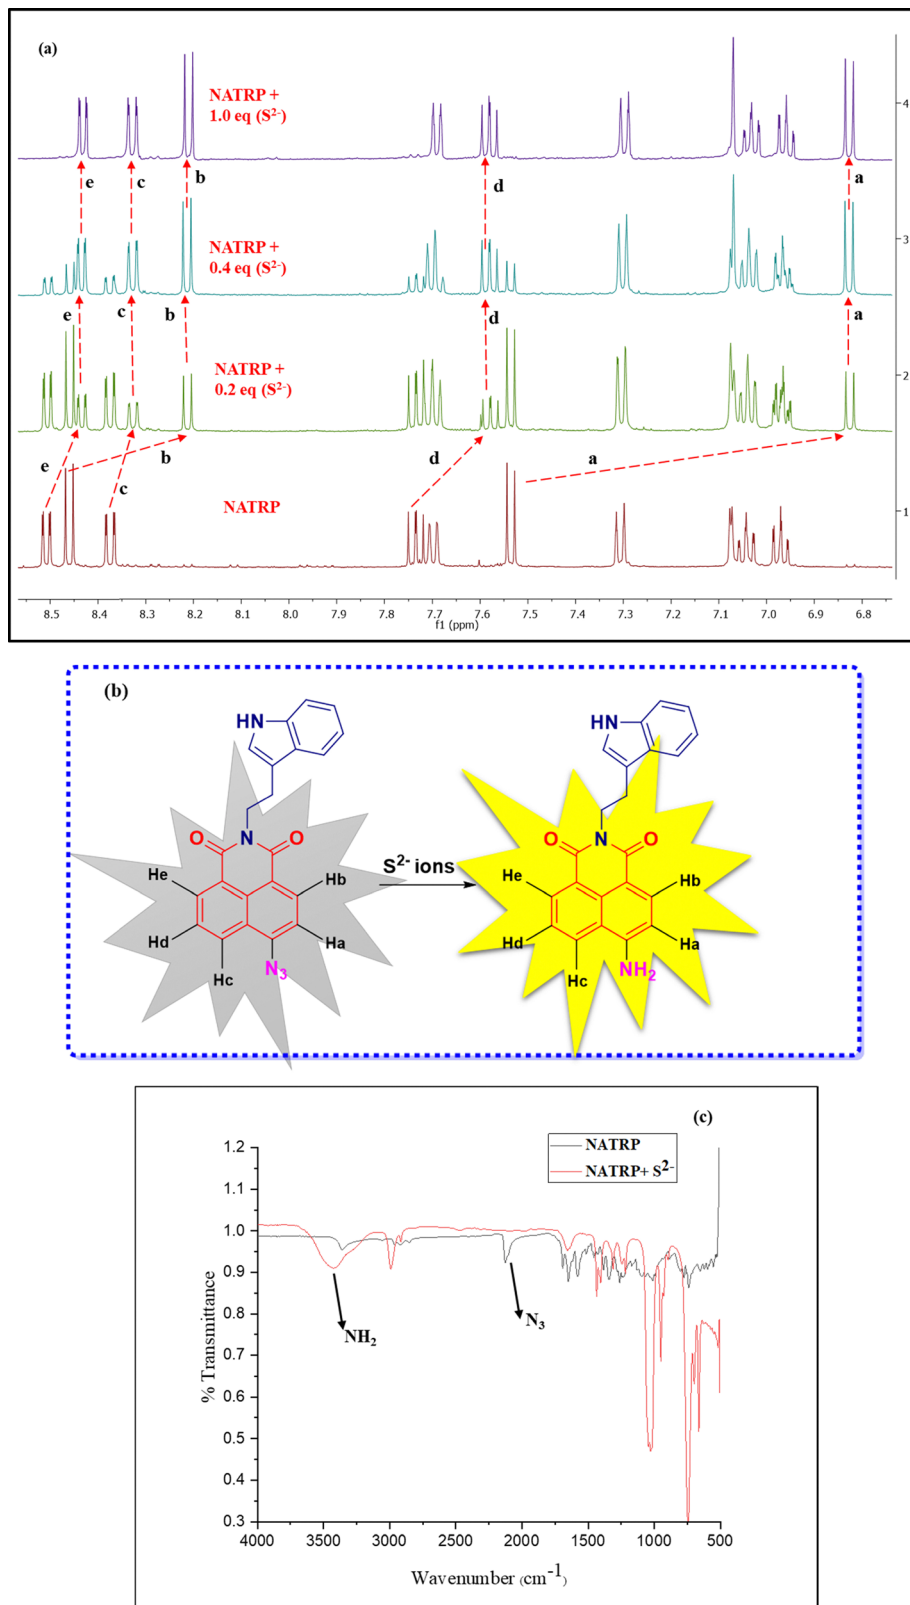 (a)
NATRP +
1.0 eq (S²⁻)
4
e
c
b
d
a
NATRP +
0.4 eq (S²⁻)
3
e
c
b
d
a
NATRP +
0.2 eq (S²⁻)
2
e
b
c
d
a
NATRP
1
8.5 8.4 8.3 8.2 8.1 8.0 7.9 7.8 7.7 7.6 7.5 7.4 7.3 7.2 7.1 7.0 6.9 6.8
f1 (ppm)
(b)
HN
HN
O N O
O N O
S²⁻ ions
He Hb
He Hb
Hd Ha
Hd Ha
Hc N₃
Hc NH₂
(c)
NATRP
NATRP+ S²⁻
1.2
1.1
1.0
0.9
0.8
0.7
0.6
0.5
0.4
0.3
% Transmittance
NH₂
N₃
4000 3500 3000 2500 2000 1500 1000 500
Wavenumber (cm⁻¹)